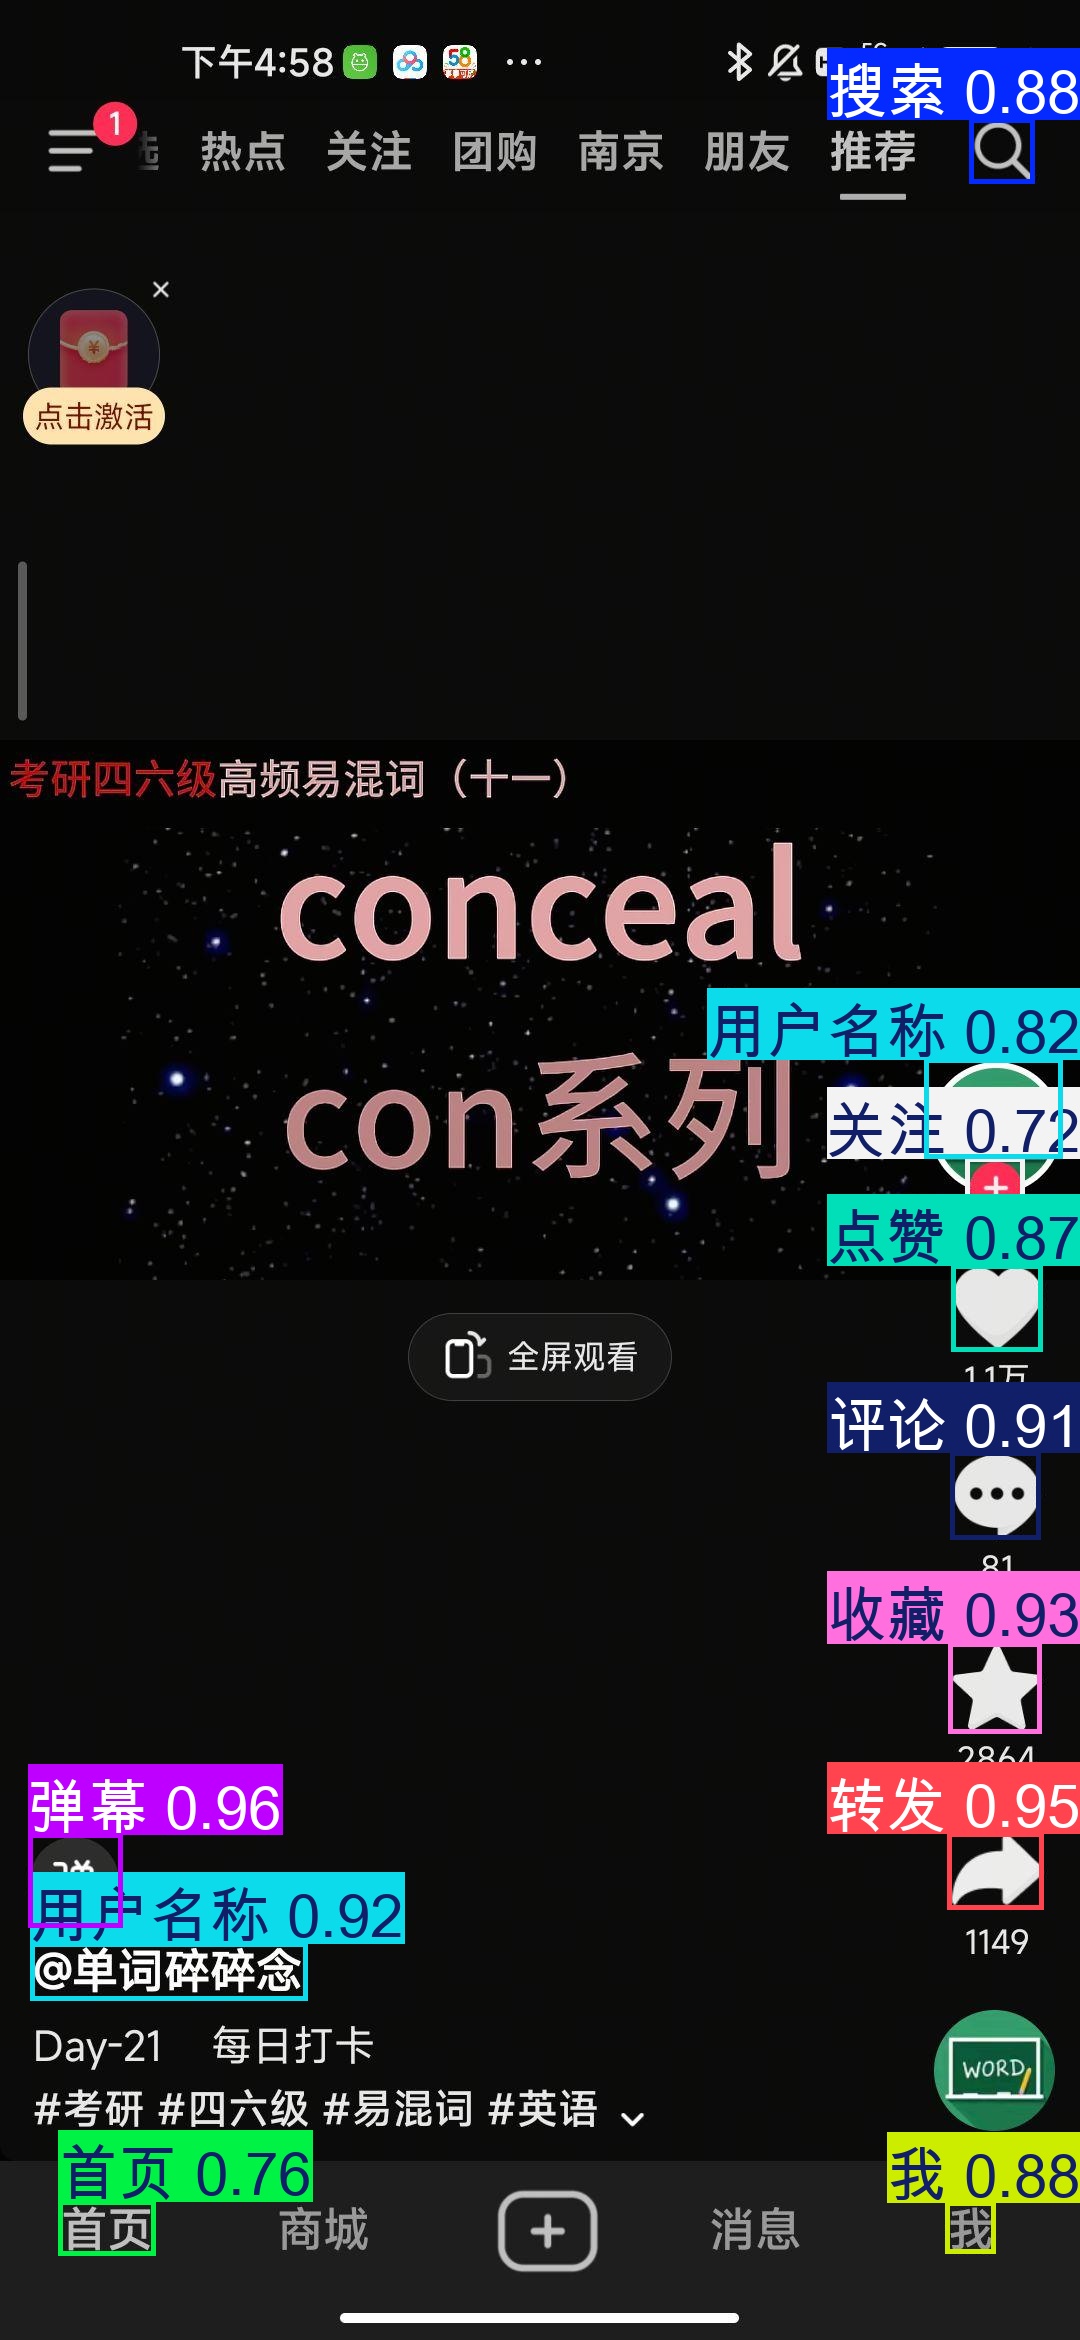 下午4:58
搜索 0.88
1
热点 关注 团购 南京 朋友 推荐
点击激活
考研四六级高频易混词（十一）
conceal
con系列
用户名称 0.82
关注 0.72
点赞 0.87
全屏观看
1.1万
评论 0.91
81
收藏 0.93
2864
弹幕 0.96
转发 0.95
用户名称 0.92
1149
@单词碎碎念
Day-21 每日打卡
WORD
#考研 #四六级 #易混词 #英语
首页 0.76
我 0.88
首页 商城 消息 我